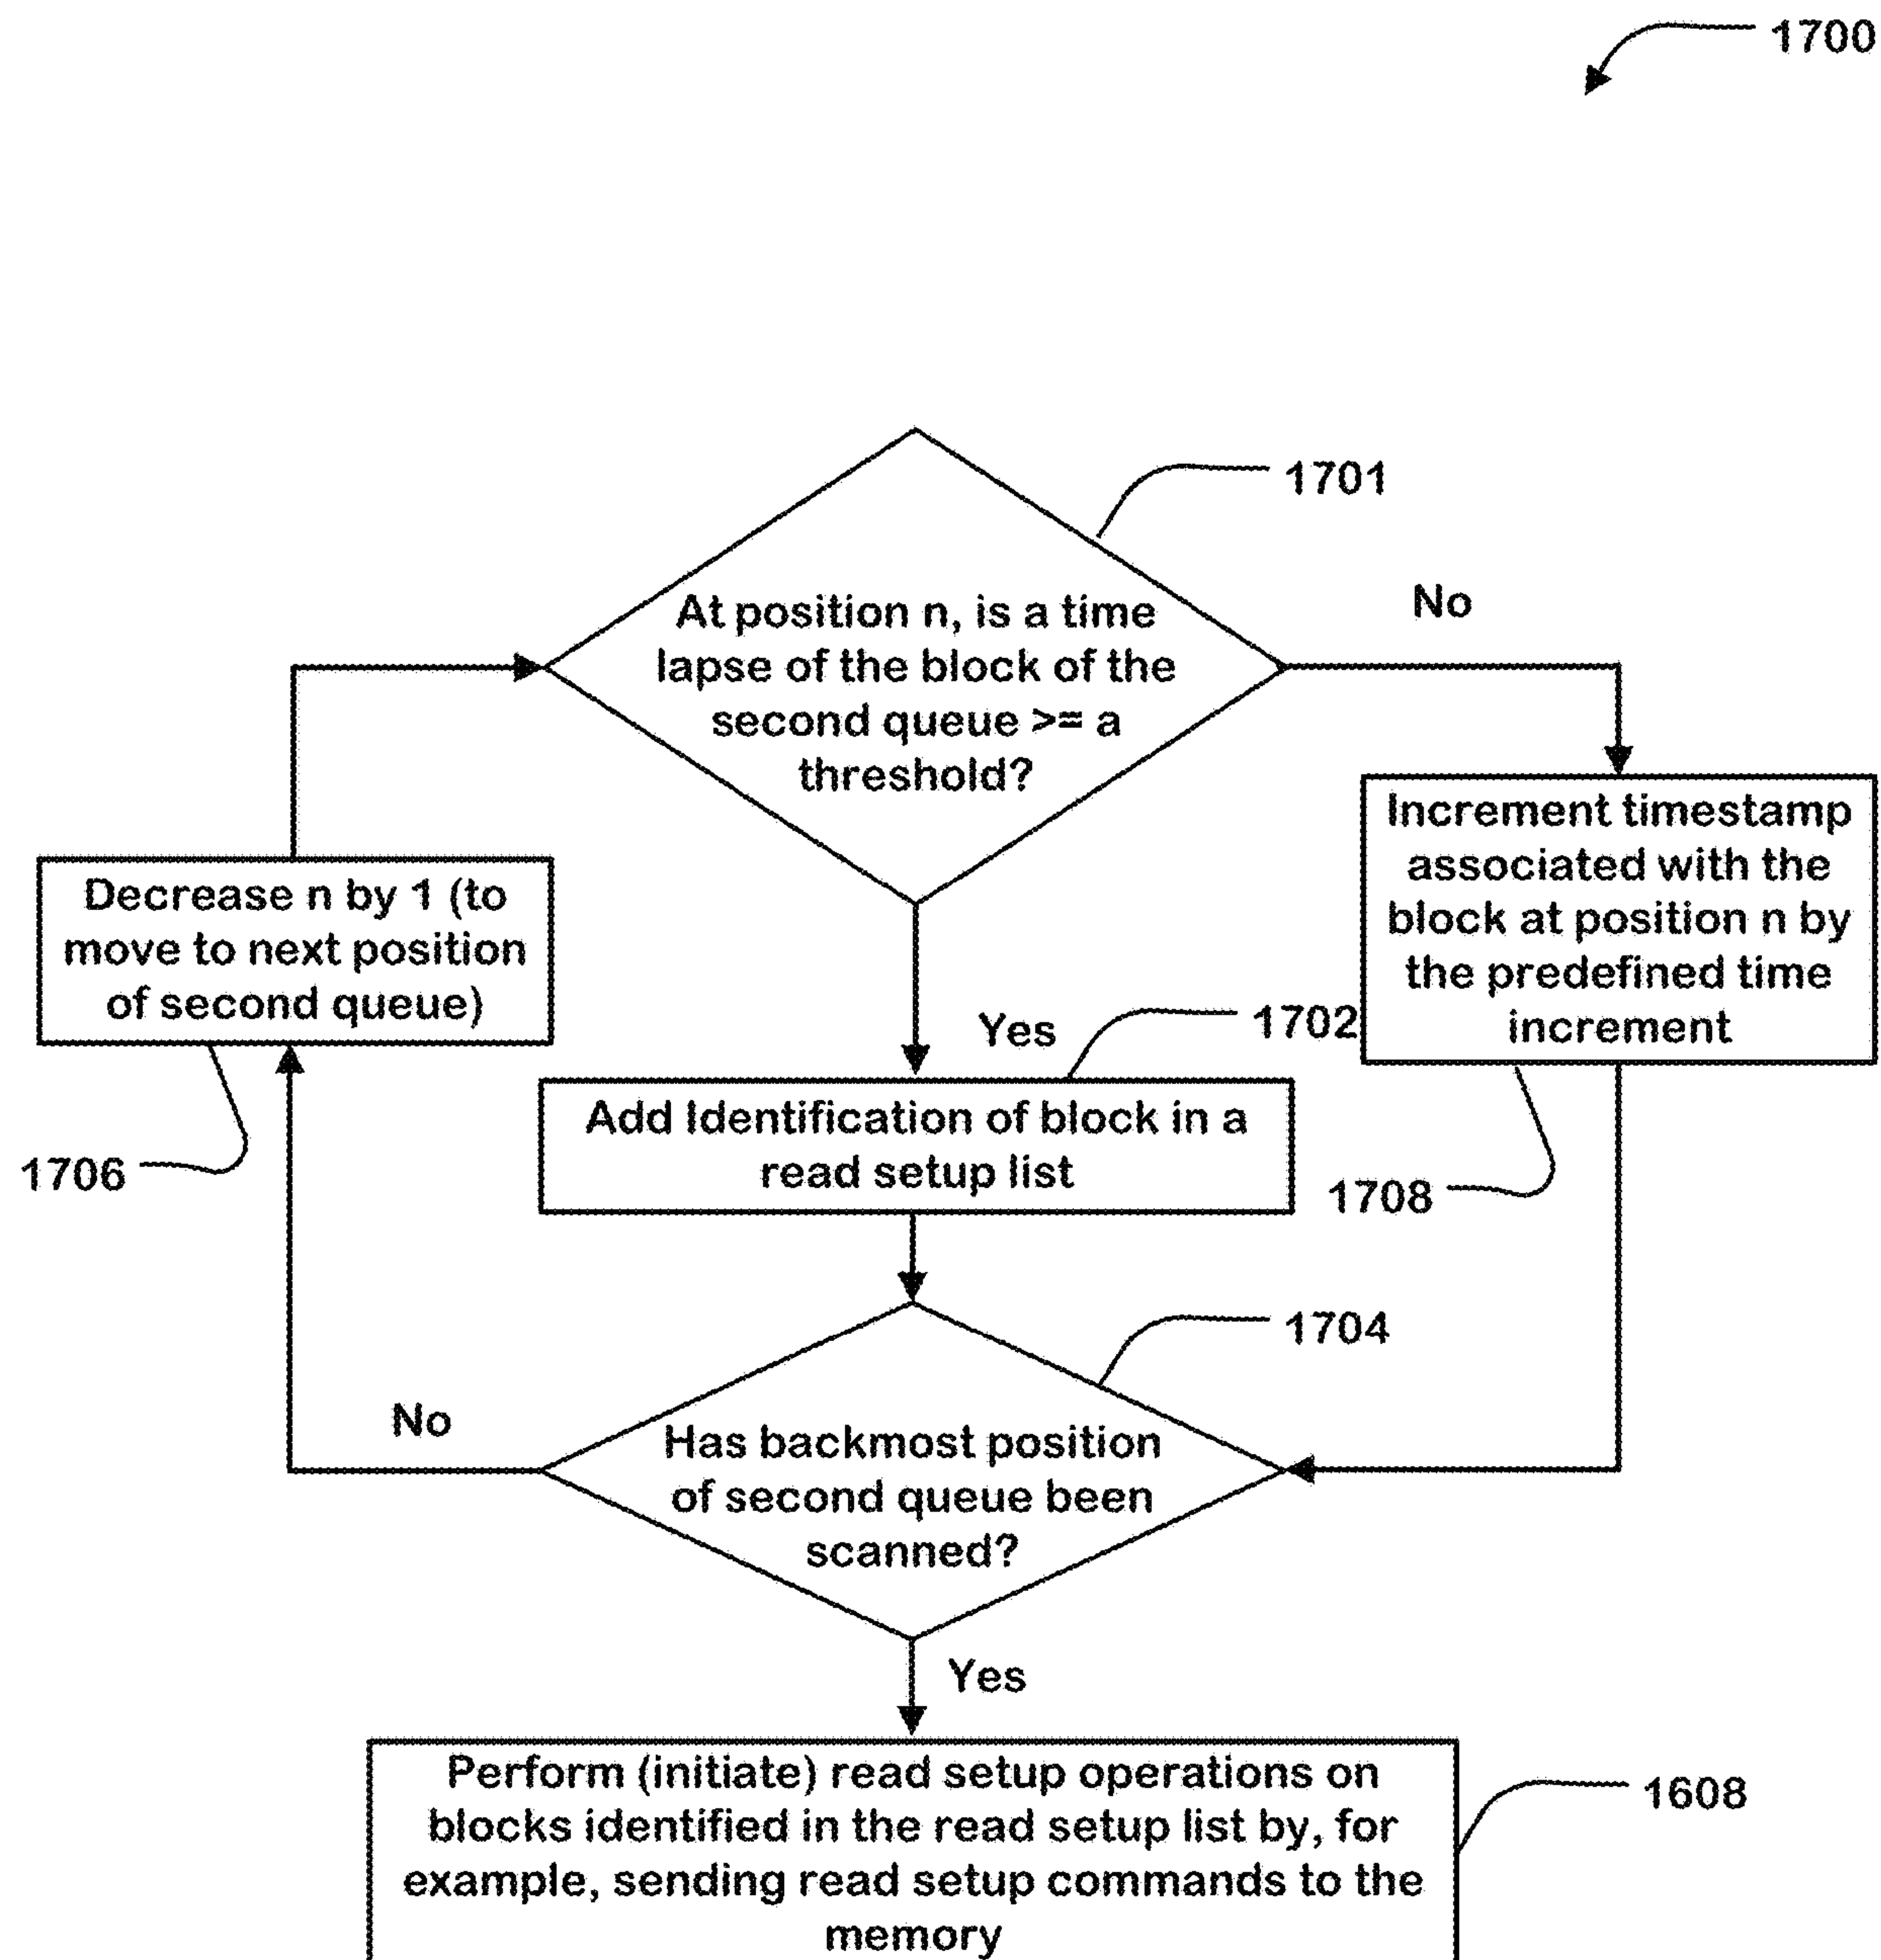 1700
1701
At position n, is a time
lapse of the block of the
second queue >= a
threshold?
No
Increment timestamp
associated with the
block at position n by
the predefined time
increment
Decrease n by 1 (to
move to next position
of second queue)
Yes
1702
Add Identification of block in a
read setup list
1706
1708
1704
No
Has backmost position
of second queue been
scanned?
Yes
Perform (initiate) read setup operations on
blocks identified in the read setup list by, for
example, sending read setup commands to the
memory
1608